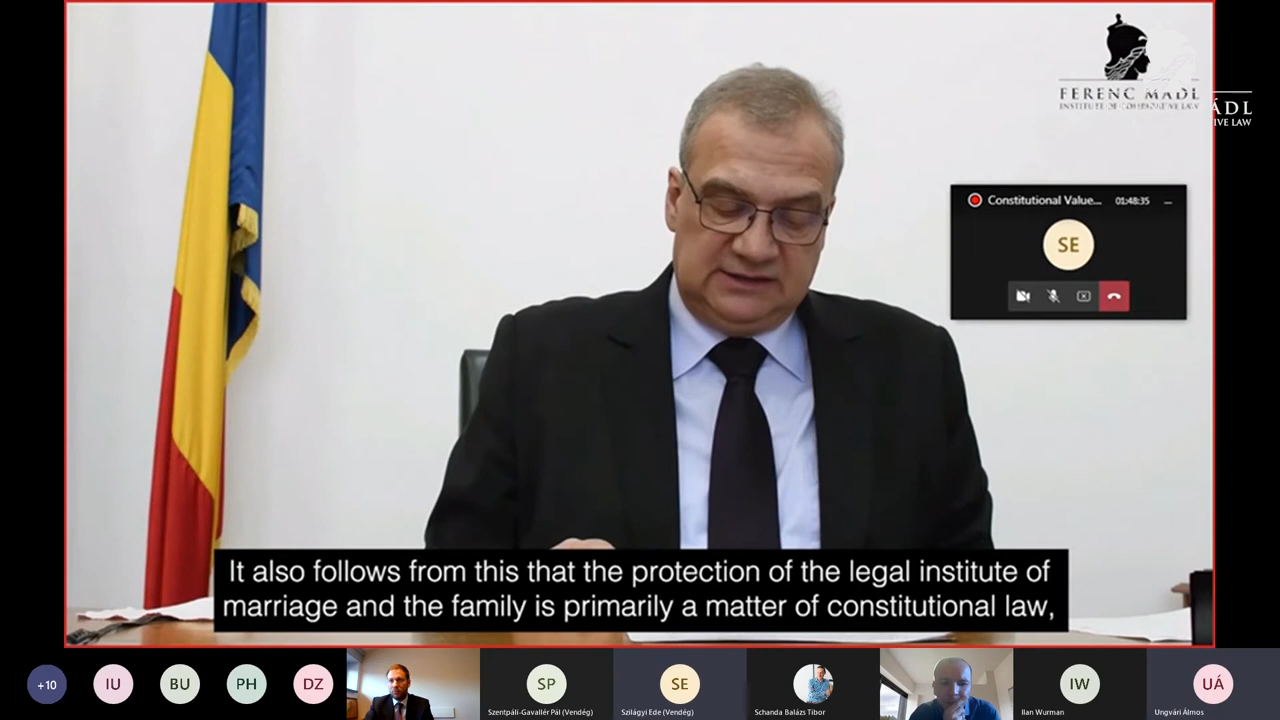 FERENC MÁDL
INSTITUTE OF COMPARATIVE LAW
ÁDL
IVE LAW
Constitutional Value...
01:48:35
SE
It also follows from this that the protection of the legal institute of
marriage and the family is primarily a matter of constitutional law,
+10
IU
BU
PH
DZ
SP
SE
IW
UÁ
Szentpáli-Gavallér Pál (Vendég)
Szilágyi Ede (Vendég)
Schanda Balázs Tibor
Ilan Wurman
Ungvári Álmos